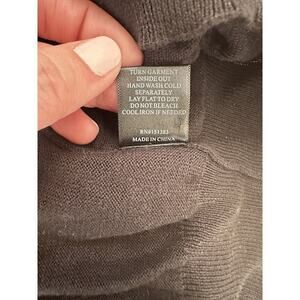 TURN GARMENT
INSIDE OUT
HAND WASH COLD
SEPARATELY
LAY FLAT TO DRY
DO NOT BLEACH
COOL IRON IF NEEDED
RN#151382
MADE IN CHINA